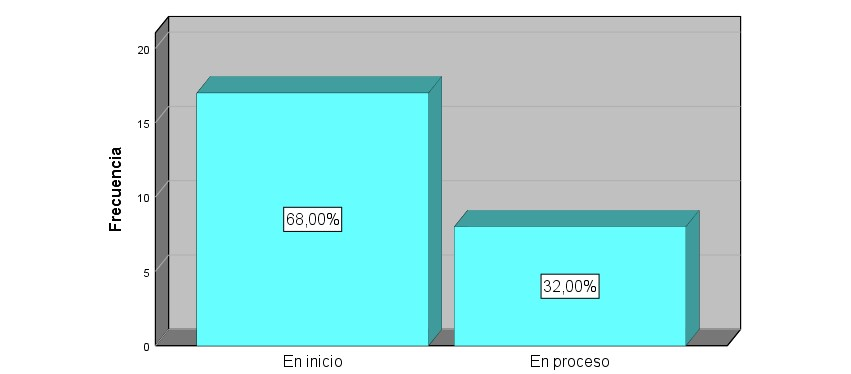 20
15
10
5
0
Frecuencia
68,00%
32,00%
En inicio
En proceso